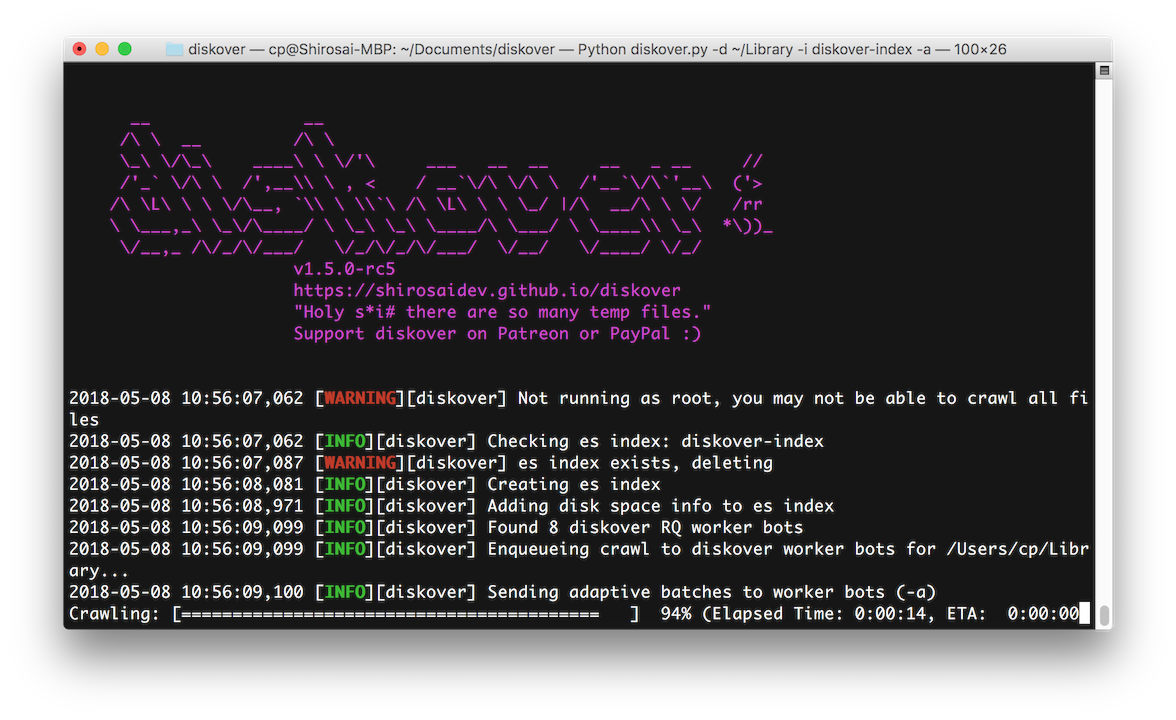 diskover — cp@Shirosai-MBP: ~/Documents/diskover — Python diskover.py -d ~/Library -i diskover-index -a — 100×26
diskover
v1.5.0-rc5
https://shirosaidev.github.io/diskover
"Holy s*i# there are so many temp files."
Support diskover on Patreon or PayPal :)
2018-05-08 10:56:07,062 [WARNING][diskover] Not running as root, you may not be able to crawl all fi
les
2018-05-08 10:56:07,062 [INFO][diskover] Checking es index: diskover-index
2018-05-08 10:56:07,087 [WARNING][diskover] es index exists, deleting
2018-05-08 10:56:08,081 [INFO][diskover] Creating es index
2018-05-08 10:56:08,971 [INFO][diskover] Adding disk space info to es index
2018-05-08 10:56:09,099 [INFO][diskover] Found 8 diskover RQ worker bots
2018-05-08 10:56:09,099 [INFO][diskover] Enqueueing crawl to diskover worker bots for /Users/cp/Libr
ary...
2018-05-08 10:56:09,100 [INFO][diskover] Sending adaptive batches to worker bots (-a)
Crawling: [=========================================   ]  94% (Elapsed Time: 0:00:14, ETA:  0:00:00